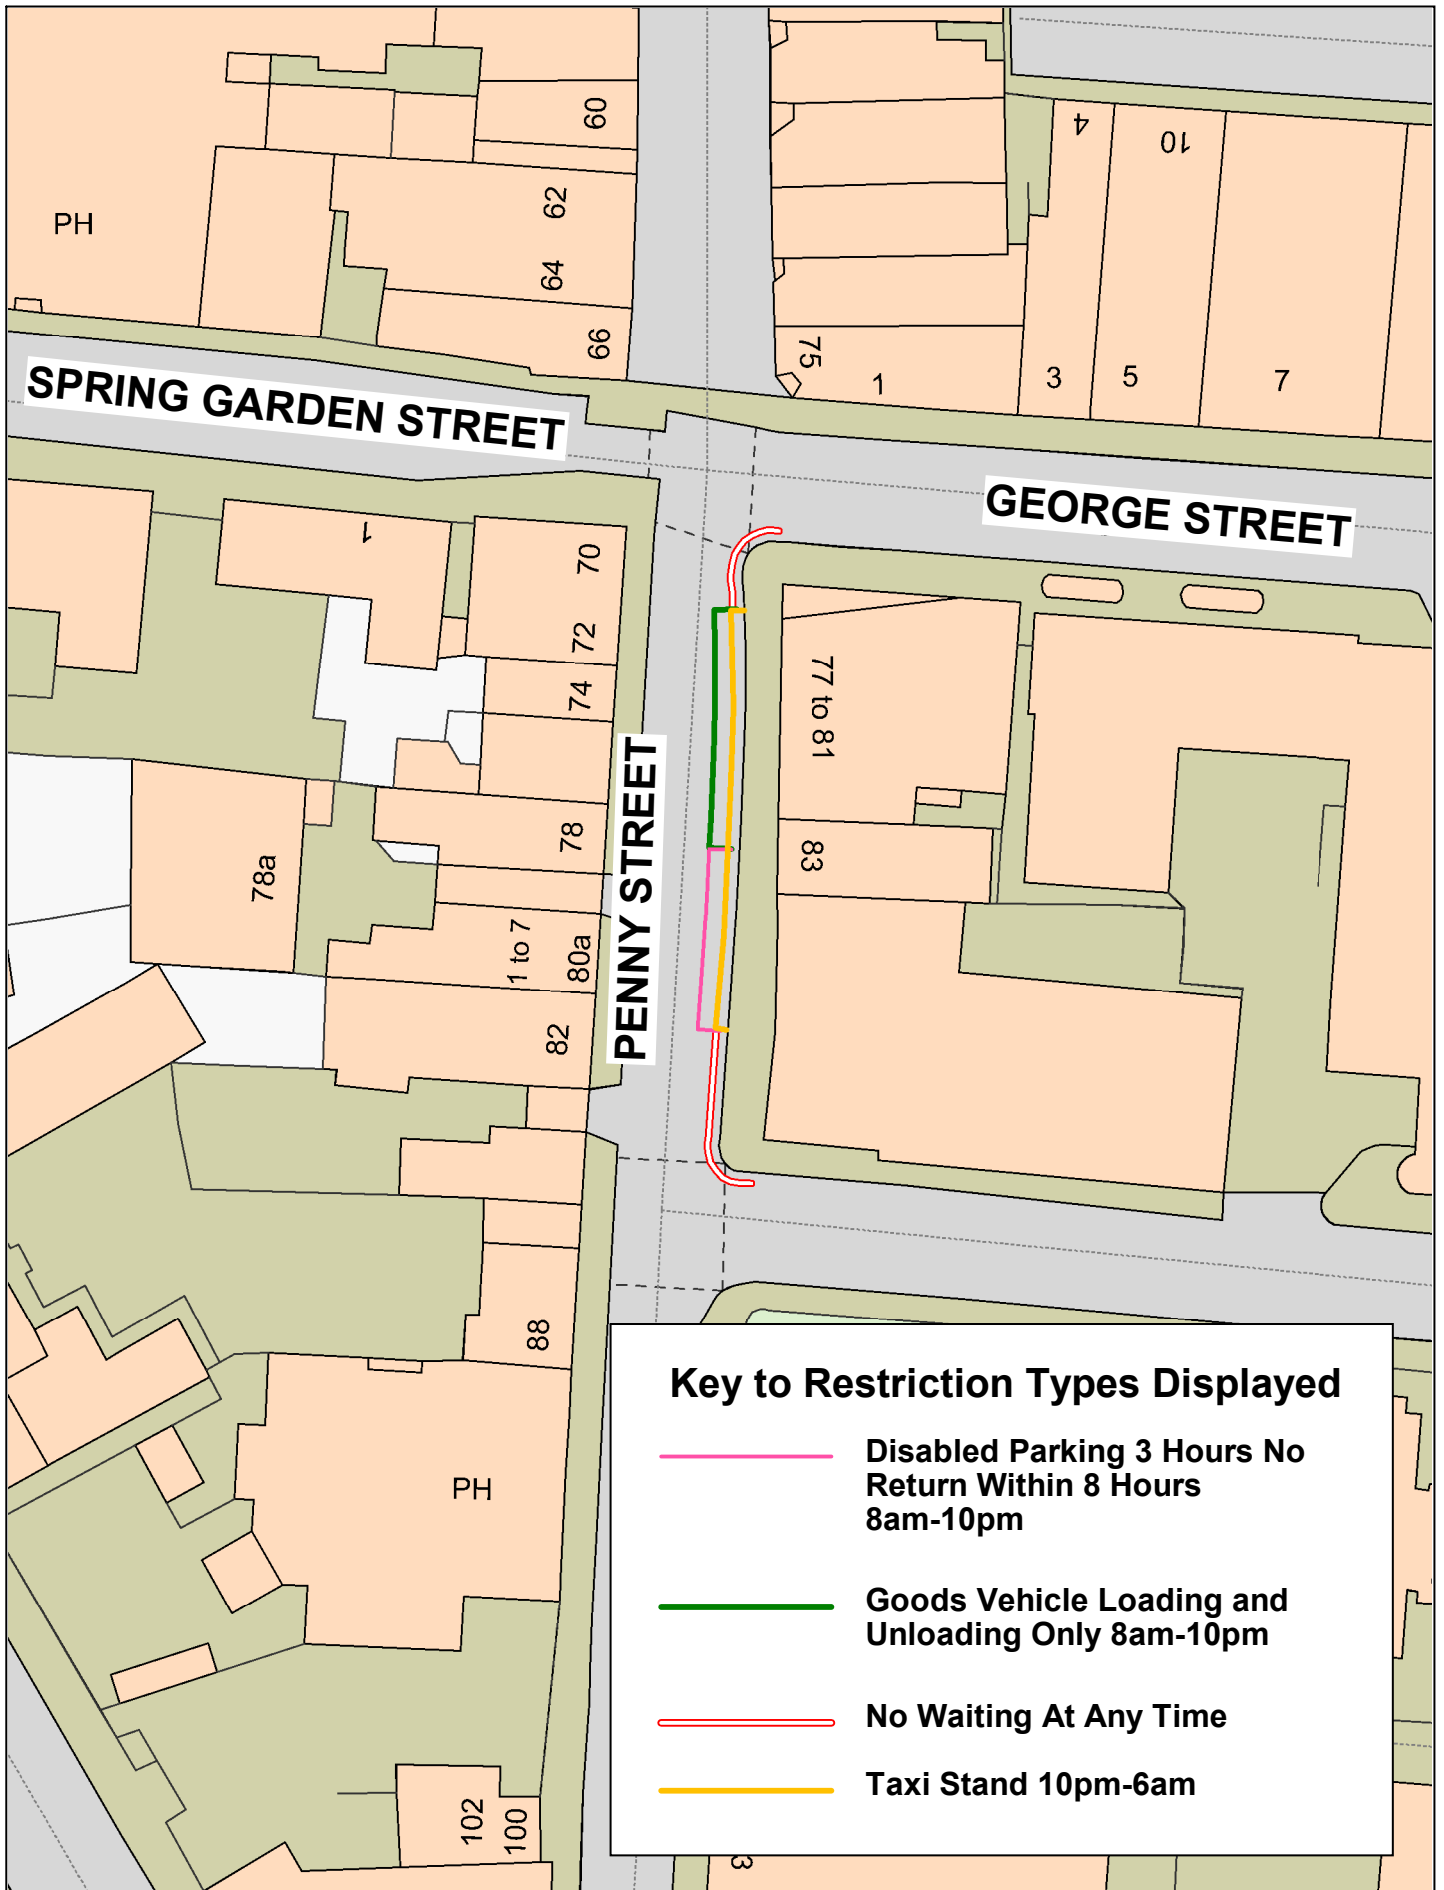 60
4
10
62
PH
64
66
75
1
3
5
7
SPRING GARDEN STREET
GEORGE STREET
1
70
72
74
77 to 81
PENNY STREET
78
83
78a
1 to 7
80a
82
88
Key to Restriction Types Displayed
Disabled Parking 3 Hours No
Return Within 8 Hours
8am-10pm
PH
Goods Vehicle Loading and
Unloading Only 8am-10pm
No Waiting At Any Time
Taxi Stand 10pm-6am
102
100